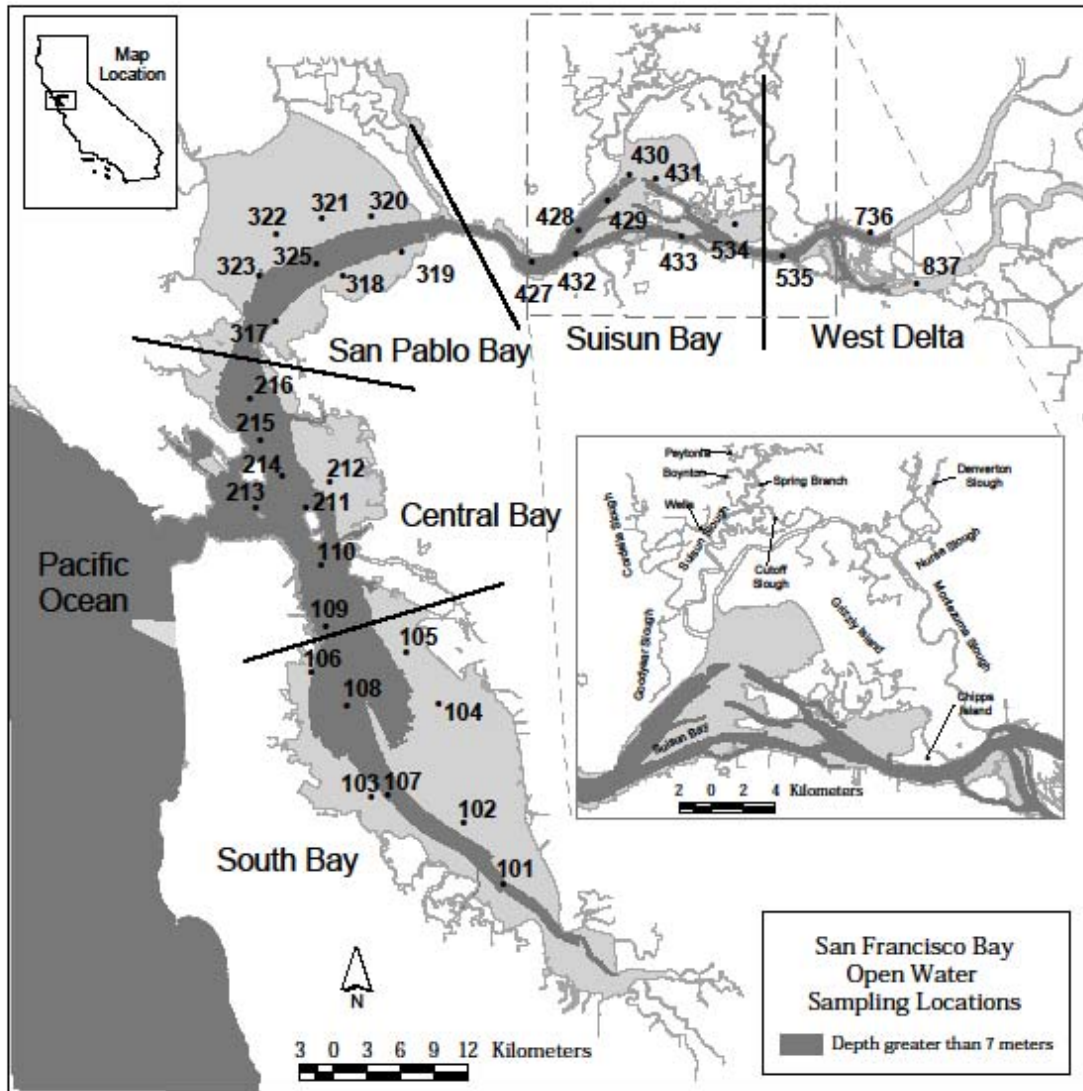 Map
Location
322
321
320
323
325
318
319
317
San Pablo Bay
430
431
428
429
427
432
433
534
535
736
837
Suisun Bay
West Delta
216
215
214
212
213
211
Central Bay
110
Pacific
Ocean
109
105
106
108
104
103
107
102
101
South Bay
N
3 0 3 6 9 12 Kilometers
Peytonia
Boynton
Spring Branch
Denverton
Slough
Wells
Cordelia Slough
Suisun Slough
Cutoff
Slough
Nurse Slough
Montezuma Slough
Grizzly Island
Goodyear Slough
Chipps
Island
Suisun Bay
2 0 2 4 Kilometers
San Francisco Bay
Open Water
Sampling Locations
Depth greater than 7 meters